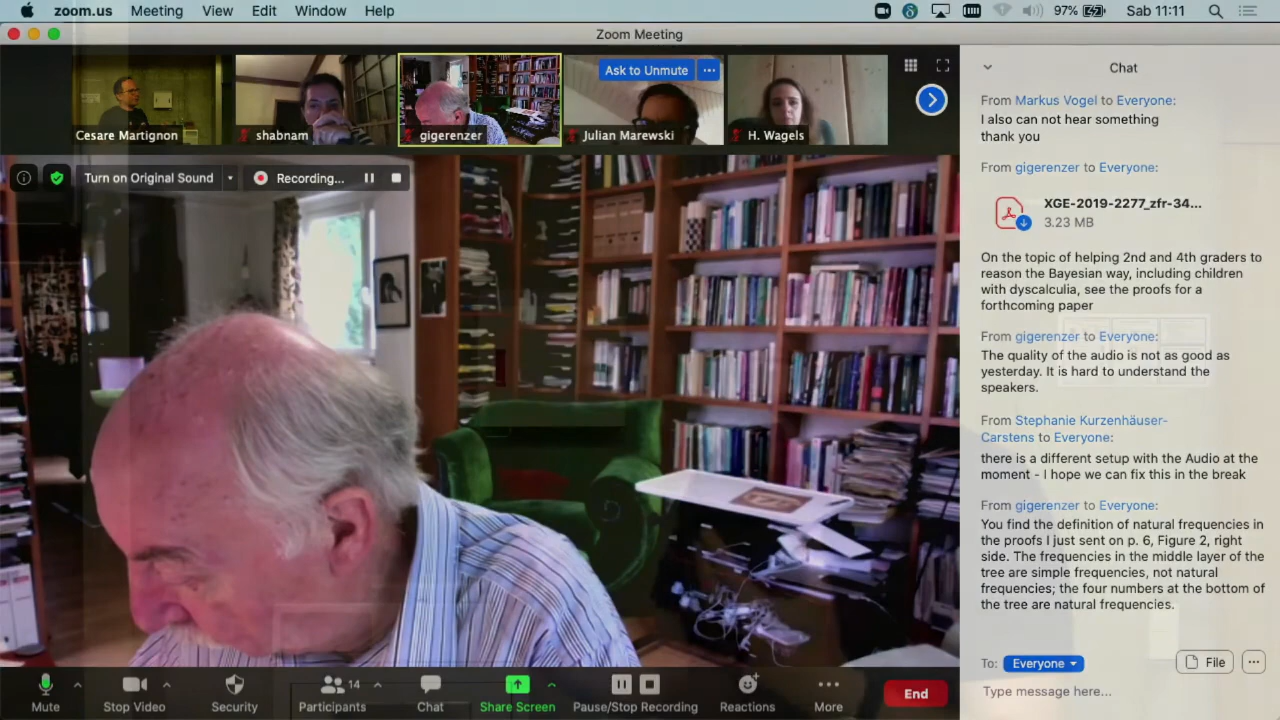 zoom.us Meeting View Edit Window Help 97% Sab 11:11
Zoom Meeting
Cesare Martignon
shabnam
gigerenzer
Ask to Unmute ...
Julian Marewski
H. Wagels
Turn on Original Sound
Recording...
Chat
From Markus Vogel to Everyone:
I also can not hear something
thank you
From gigerenzer to Everyone:
XGE-2019-2277_zfr-34...
3.23 MB
On the topic of helping 2nd and 4th graders to
reason the Bayesian way, including children
with dyscalculia, see the proofs for a
forthcoming paper
From gigerenzer to Everyone:
The quality of the audio is not as good as
yesterday. It is hard to understand the
speakers.
From Stephanie Kurzenhäuser-
Carstens to Everyone:
there is a different setup with the Audio at the
moment - I hope we can fix this in the break
From gigerenzer to Everyone:
You find the definition of natural frequencies in
the proofs I just sent on p. 6, Figure 2, right
side. The frequencies in the middle layer of the
tree are simple frequencies, not natural
frequencies; the four numbers at the bottom of
the tree are natural frequencies.
To: Everyone File ...
Type message here...
Mute
Stop Video
Security
14
Participants
Chat
Share Screen
Pause/Stop Recording
Reactions
More
End